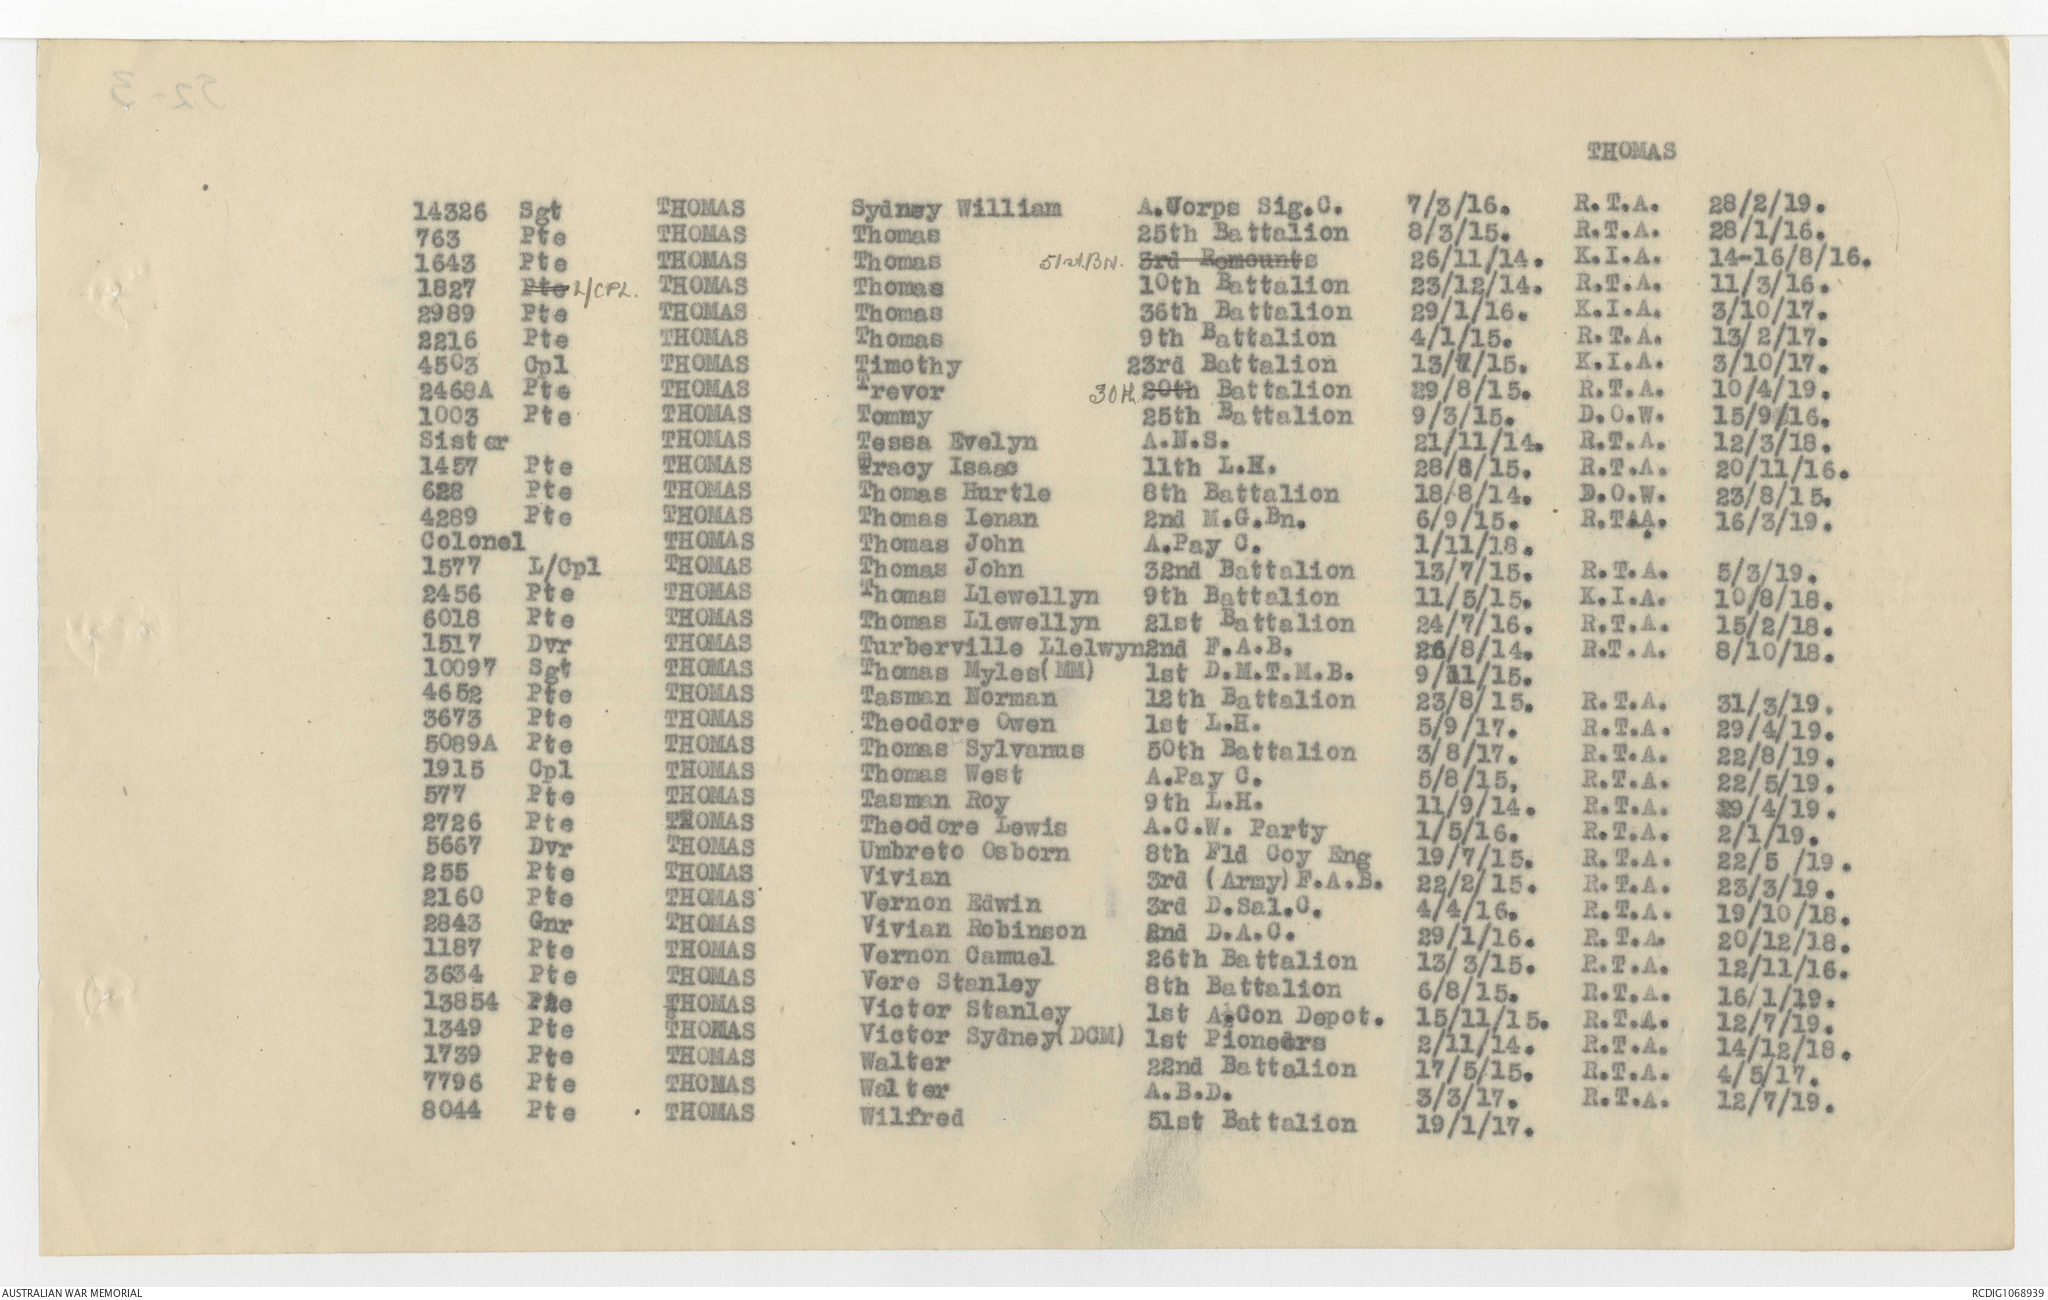 THOMAS
14326 Sgt THOMAS Sydney William A.Corps Sig.C. 7/3/16. R.T.A. 28/2/19.
763 Pte THOMAS Thomas 25th Battalion 8/3/15. R.T.A. 28/1/16.
1643 Pte THOMAS Thomas 51st.BN. 3rd Remounts 26/11/14. K.I.A. 14-16/8/16.
1827 Pte L/CPL. THOMAS Thomas 10th Battalion 23/12/14. R.T.A. 11/3/16.
2989 Pte THOMAS Thomas 36th Battalion 29/1/16. K.I.A. 3/10/17.
2216 Pte THOMAS Thomas 9th Battalion 4/1/15. R.T.A. 13/2/17.
4503 Cpl THOMAS Timothy 23rd Battalion 13/7/15. K.I.A. 3/10/17.
2468A Pte THOMAS Trevor 30th 20th Battalion 29/8/15. R.T.A. 10/4/19.
1003 Pte THOMAS Tommy 25th Battalion 9/3/15. D.O.W. 15/9/16.
Sister THOMAS Tessa Evelyn A.N.S. 21/11/14. R.T.A. 12/3/18.
1457 Pte THOMAS Tracy Isaac 11th L.H. 28/8/15. R.T.A. 20/11/16.
628 Pte THOMAS Thomas Hurtle 8th Battalion 18/8/14. D.O.W. 23/8/15.
4289 Pte THOMAS Thomas Ienan 2nd M.G.Bn. 6/9/15. R.T.A. 16/3/19.
Colonel THOMAS Thomas John A.Pay C. 1/11/18.
1577 L/Cpl THOMAS Thomas John 32nd Battalion 13/7/15. R.T.A. 5/3/19.
2456 Pte THOMAS Thomas Llewellyn 9th Battalion 11/5/15. K.I.A. 10/8/18.
6018 Pte THOMAS Thomas Llewellyn 21st Battalion 24/7/16. R.T.A. 15/2/18.
1517 Dvr THOMAS Turberville Llelwyn 2nd F.A.B. 26/8/14. R.T.A. 8/10/18.
10097 Sgt THOMAS Thomas Myles(MM) 1st D.M.T.M.B. 9/11/15.
4652 Pte THOMAS Tasman Norman 12th Battalion 23/8/15. R.T.A. 31/3/19.
3673 Pte THOMAS Theodore Owen 1st L.H. 5/9/17. R.T.A. 29/4/19.
5089A Pte THOMAS Thomas Sylvanus 50th Battalion 3/8/17. R.T.A. 22/8/19.
1915 Cpl THOMAS Thomas West A.Pay C. 5/8/15, R.T.A. 22/5/19.
577 Pte THOMAS Tasman Roy 9th L.H. 11/9/14. R.T.A. 29/4/19.
2726 Pte THOMAS Theodore Lewis A.C.W. Party 1/5/16. R.T.A. 2/1/19.
5667 Dvr THOMAS Umbreto Osborn 8th Fld Coy Eng 19/7/15. R.T.A. 22/5 /19.
255 Pte THOMAS Vivian 3rd (Army)F.A.B. 22/2/15. R.T.A. 23/3/19.
2160 Pte THOMAS Vernon Edwin 3rd D.Sal.C. 4/4/16. R.T.A. 19/10/18.
2843 Gnr THOMAS Vivian Robinson 2nd D.A.C. 29/1/16. R.T.A. 20/12/18.
1187 Pte THOMAS Vernon Camuel 26th Battalion 13/3/15. R.T.A. 12/11/16.
3634 Pte THOMAS Vere Stanley 8th Battalion 6/8/15. R.T.A. 16/1/19.
13854 Pte THOMAS Victor Stanley 1st A.Con Depot. 15/11/15. R.T.A. 12/7/19.
1349 Pte THOMAS Victor Sydney(DCM) 1st Pioneers 2/11/14. R.T.A. 14/12/18.
1739 Pte THOMAS Walter 22nd Battalion 17/5/15. R.T.A. 4/5/17.
7796 Pte THOMAS Walter A.B.D. 3/3/17. R.T.A. 12/7/19.
8044 Pte THOMAS Wilfred 51st Battalion 19/1/17.
AUSTRALIAN WAR MEMORIAL
RCDIG1068939